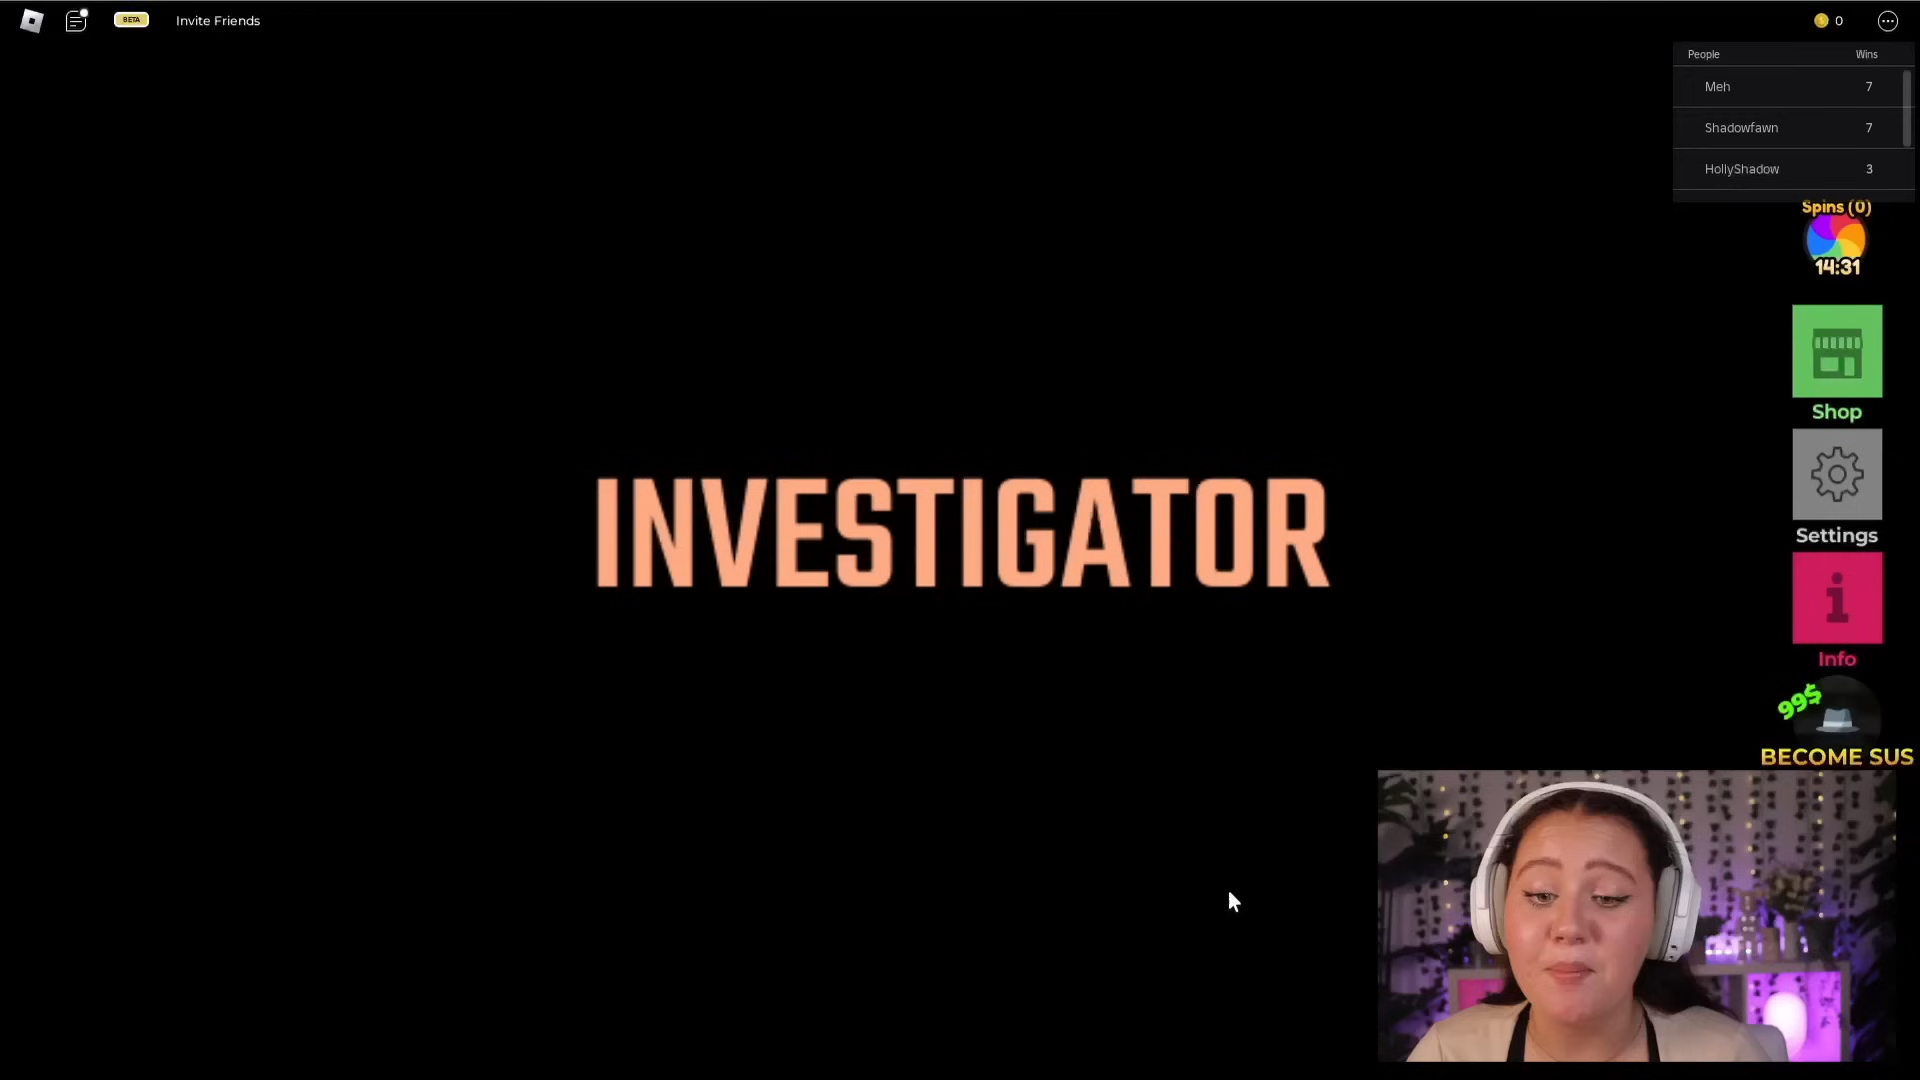 BETA
Invite Friends
0
People Wins
Meh 7
Shadowfawn 7
HollyShadow 3
Spins (0)
14:31
Shop
Settings
i
Info
99$
BECOME SUS
INVESTIGATOR